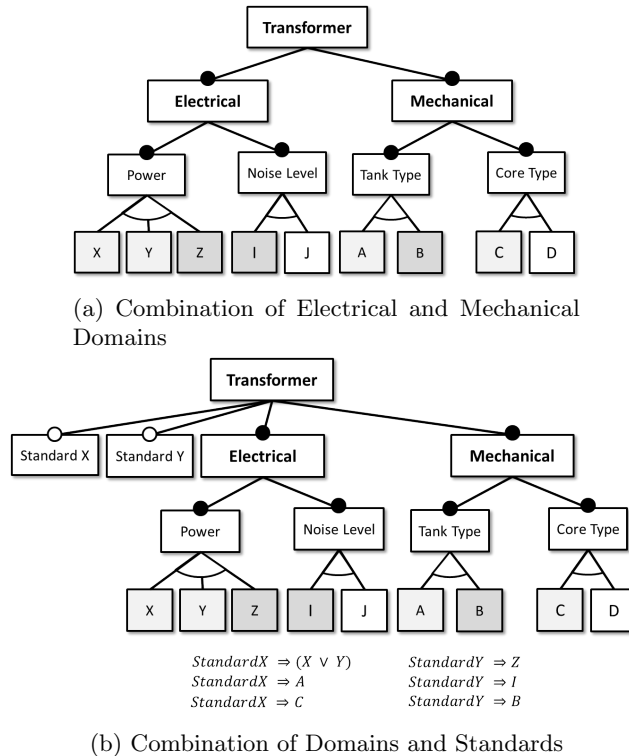 Transformer
Electrical Mechanical
Power Noise Level Tank Type Core Type
X Y Z I J A B C D
(a) Combination of Electrical and Mechanical
Domains
Transformer
Standard X Standard Y Electrical Mechanical
Power Noise Level Tank Type Core Type
X Y Z I J A B C D
StandardX ⇒ (X ∨ Y) StandardY ⇒ Z
StandardX ⇒ A StandardY ⇒ I
StandardX ⇒ C StandardY ⇒ B
(b) Combination of Domains and Standards